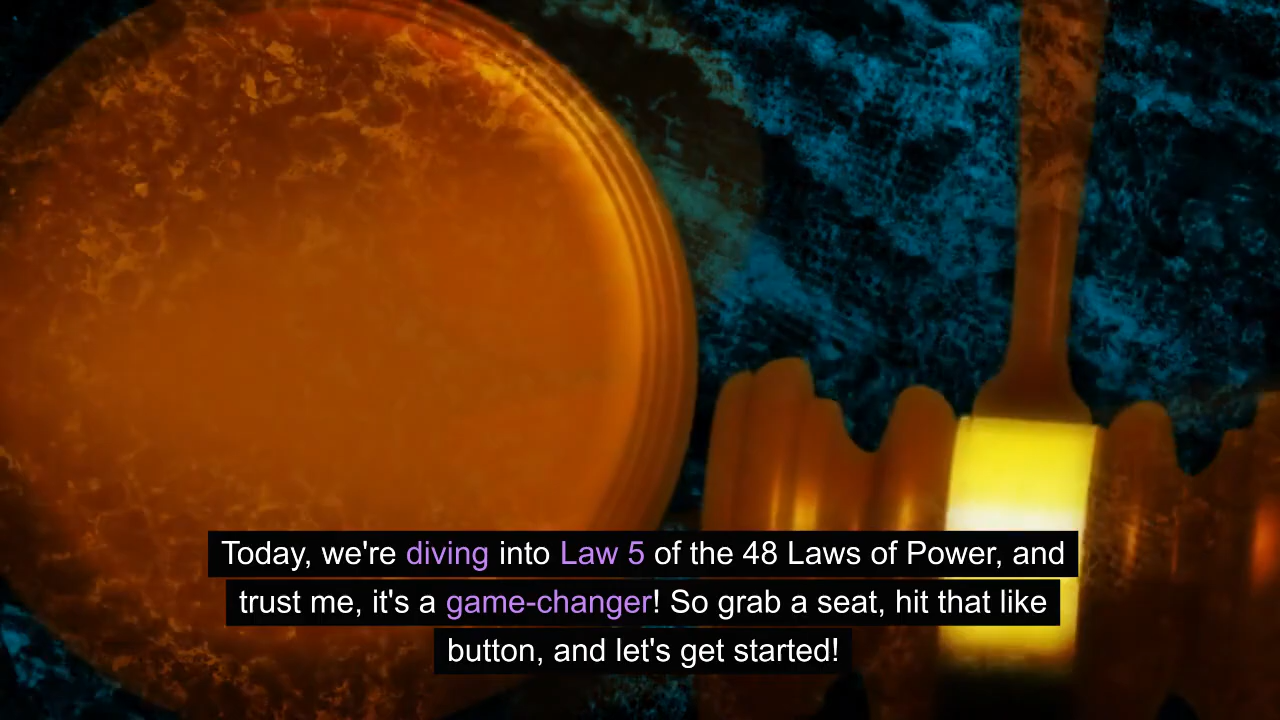 Today, we're diving into Law 5 of the 48 Laws of Power, and
trust me, it's a game-changer! So grab a seat, hit that like
button, and let's get started!